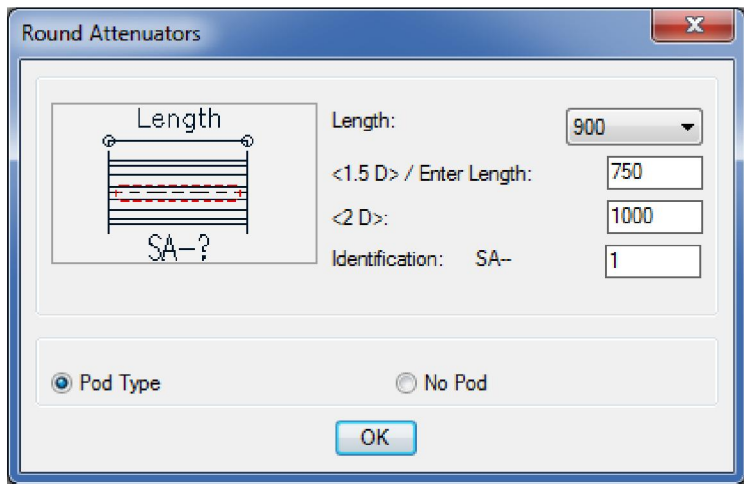 Round Attenuators
Length
SA-?
Length: 900
<1.5 D> / Enter Length: 750
<2 D>: 1000
Identification: SA-- 1
Pod Type
No Pod
OK